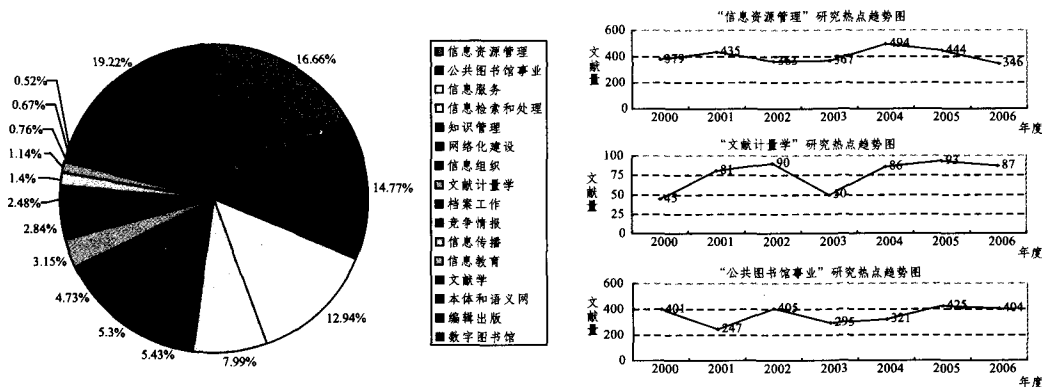 19.22%
16.66%
0.52%
0.67%
0.76%
1.14%
1.4%
2.48%
2.84%
3.15%
4.73%
5.3%
5.43%
7.99%
12.94%
14.77%
信息资源管理
公共图书馆事业
信息服务
信息检索和处理
知识管理
网络化建设
信息组织
文献计量学
档案工作
竞争情报
信息传播
信息教育
文献学
本体和语义网
编辑出版
数字图书馆
“信息资源管理”研究热点趋势图
文献量
600
400
200
0
379 435 363 367 494 444 346
2000 2001 2002 2003 2004 2005 2006
年度
“文献计量学”研究热点趋势图
文献量
100
75
50
25
0
45 81 90 50 86 93 87
2000 2001 2002 2003 2004 2005 2006
年度
“公共图书馆事业”研究热点趋势图
文献量
600
400
200
0
401 247 405 295 321 425 404
2000 2001 2002 2003 2004 2005 2006
年度